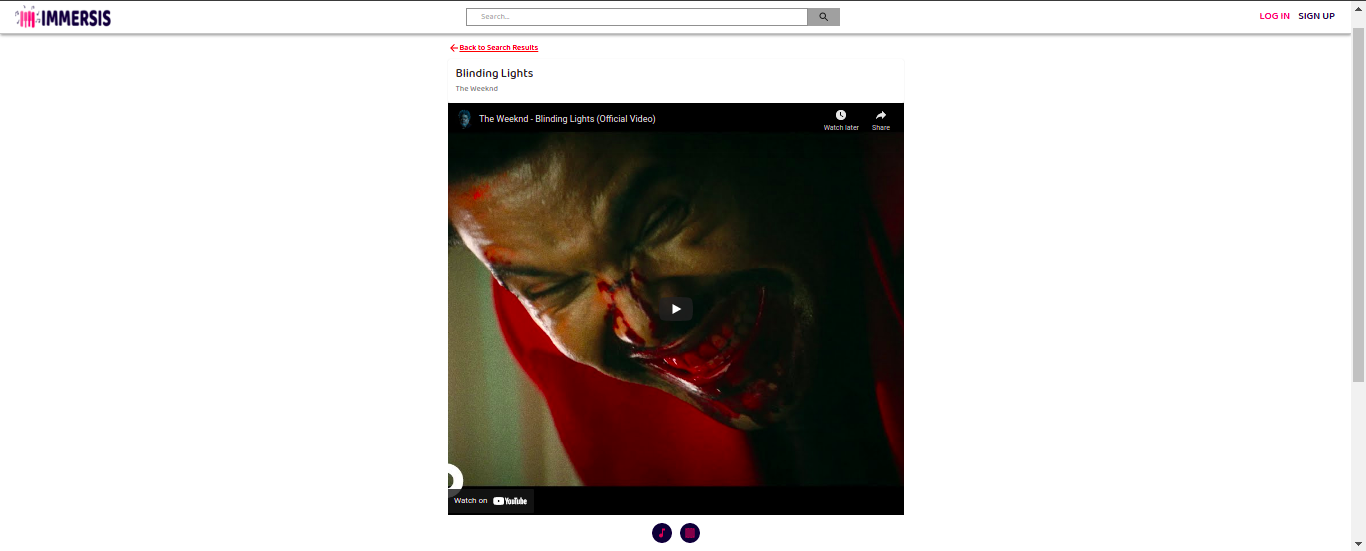 IMMERSIS
Search...
LOG IN
SIGN UP
Back to Search Results
Blinding Lights
The Weeknd
The Weeknd - Blinding Lights (Official Video)
Watch later
Share
Watch on YouTube